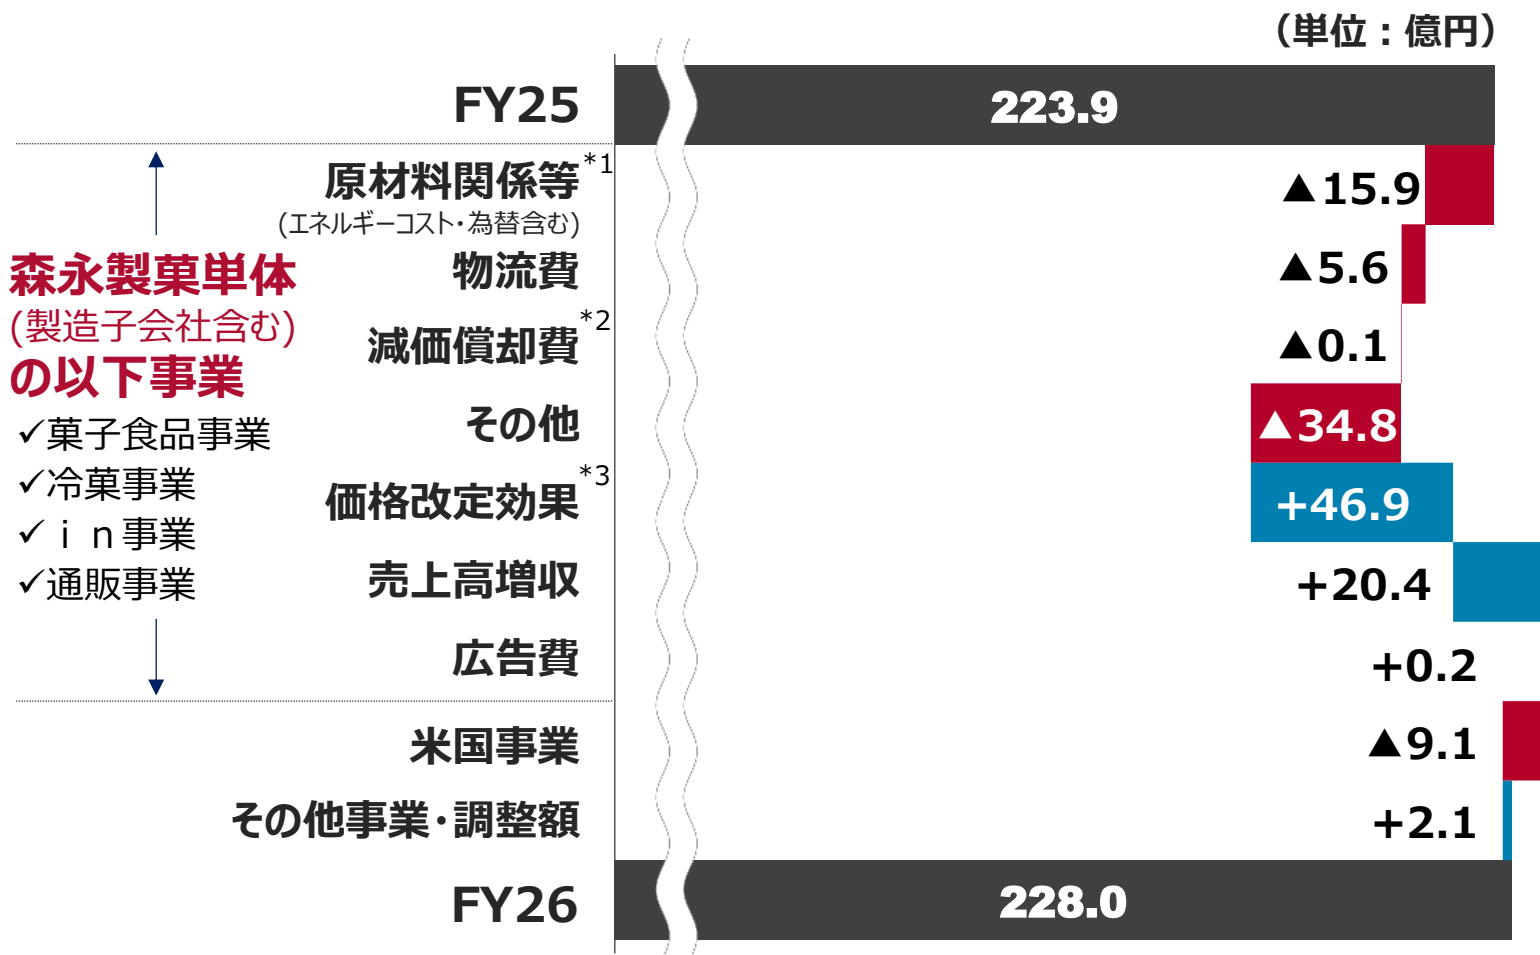 （単位：億円）
FY25
223.9
原材料関係等*1
▲15.9
(エネルギーコスト・為替含む)
森永製菓単体
(製造子会社含む)
の以下事業
✓菓子食品事業
✓冷菓事業
✓ｉｎ事業
✓通販事業
物流費
▲5.6
減価償却費*2
▲0.1
その他
▲34.8
価格改定効果*3
+46.9
売上高増収
+20.4
広告費
+0.2
米国事業
▲9.1
その他事業・調整額
+2.1
FY26
228.0